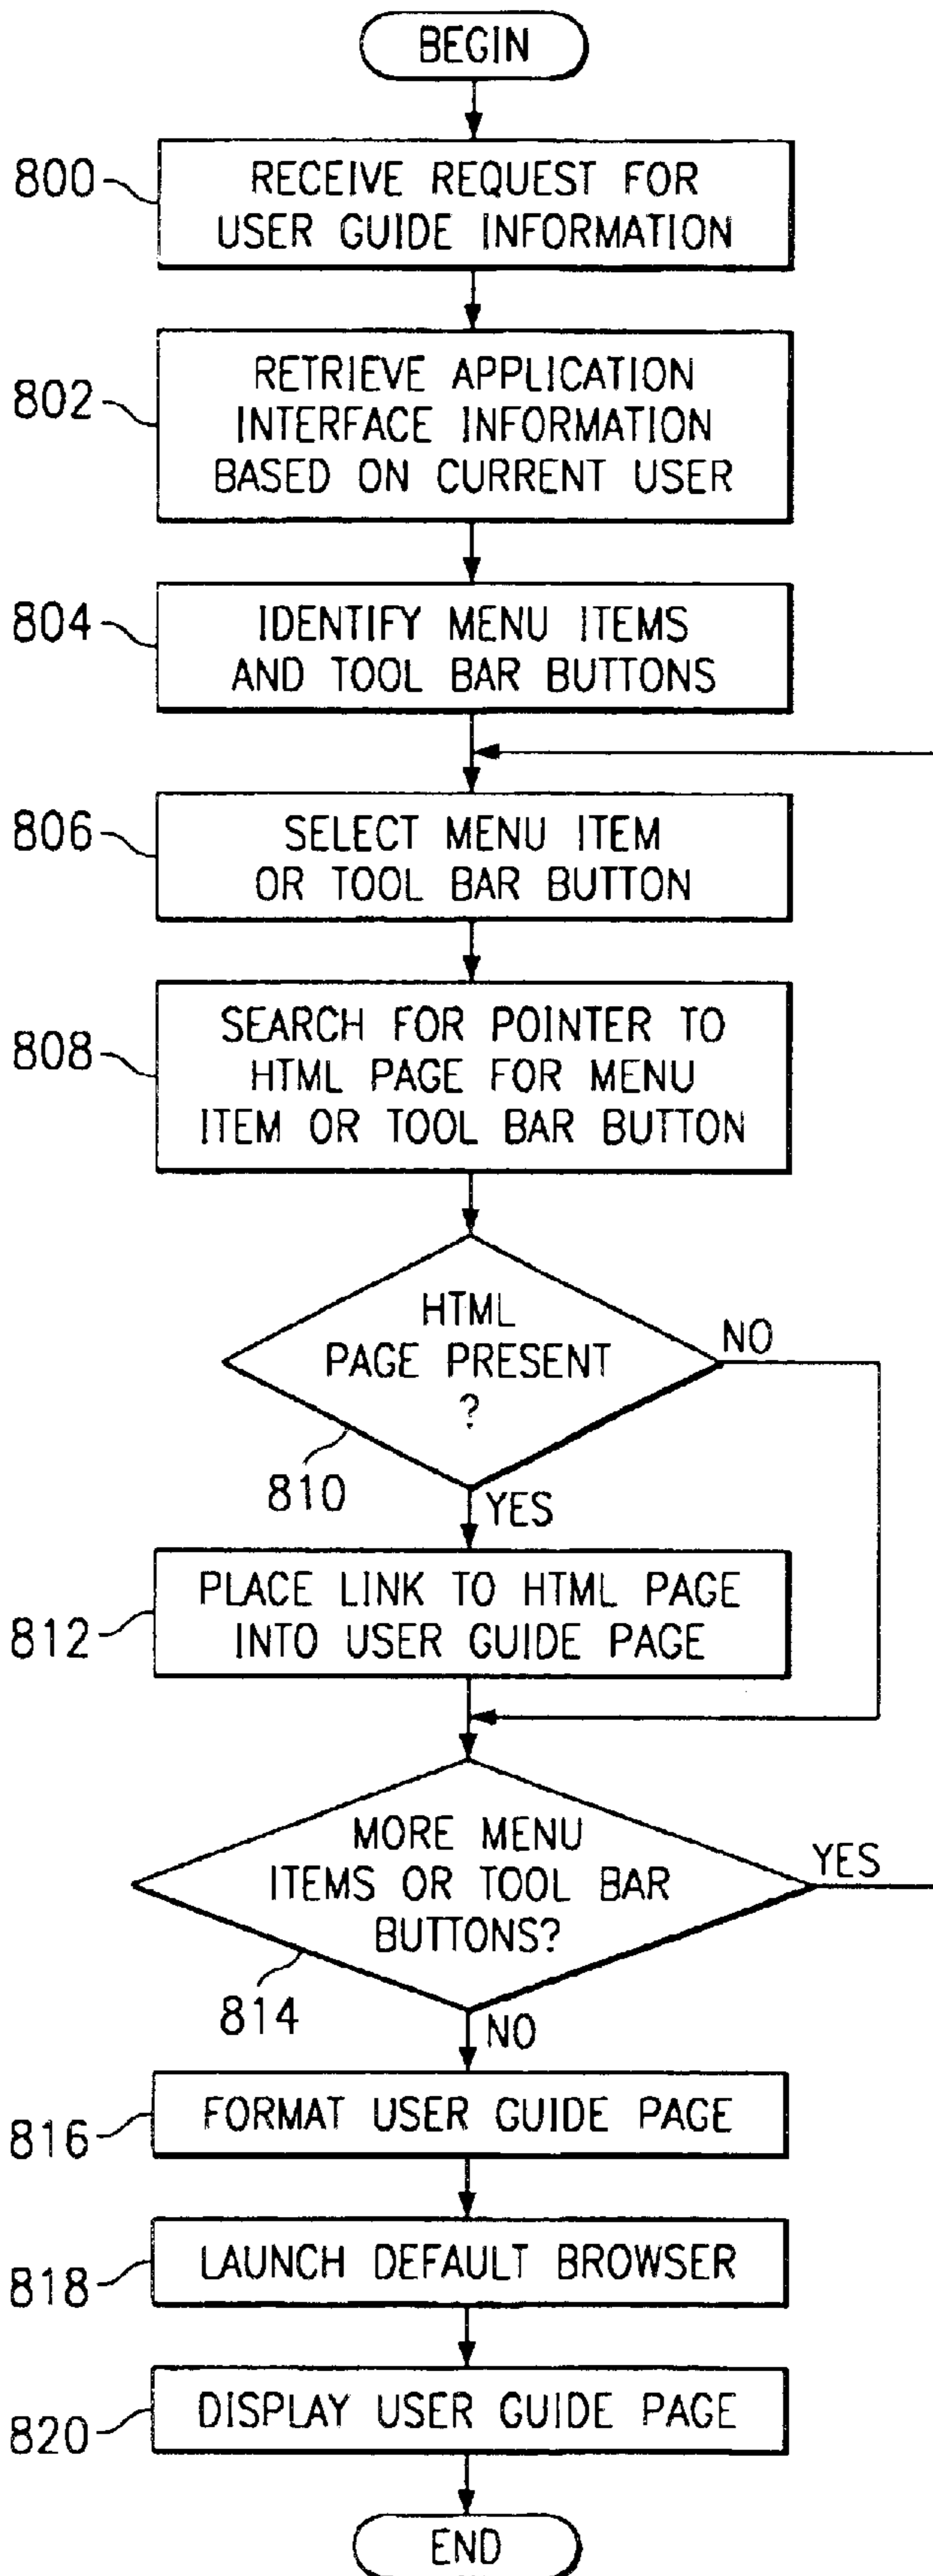 BEGIN
800
RECEIVE REQUEST FOR
USER GUIDE INFORMATION
802
RETRIEVE APPLICATION
INTERFACE INFORMATION
BASED ON CURRENT USER
804
IDENTIFY MENU ITEMS
AND TOOL BAR BUTTONS
806
SELECT MENU ITEM
OR TOOL BAR BUTTON
808
SEARCH FOR POINTER TO
HTML PAGE FOR MENU
ITEM OR TOOL BAR BUTTON
HTML
PAGE PRESENT
?
NO
810
YES
812
PLACE LINK TO HTML PAGE
INTO USER GUIDE PAGE
MORE MENU
ITEMS OR TOOL BAR
BUTTONS?
YES
814
NO
816
FORMAT USER GUIDE PAGE
818
LAUNCH DEFAULT BROWSER
820
DISPLAY USER GUIDE PAGE
END